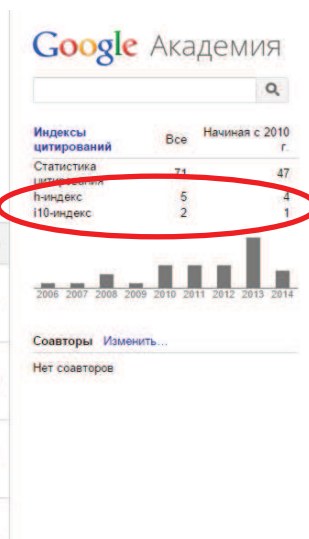 Google Академия
Индексы цитирований Все Начиная с 2010 г.
Статистика цитирования 71 47
h-индекс 5 4
i10-индекс 2 1
2006 2007 2008 2009 2010 2011 2012 2013 2014
Соавторы Изменить...
Нет соавторов